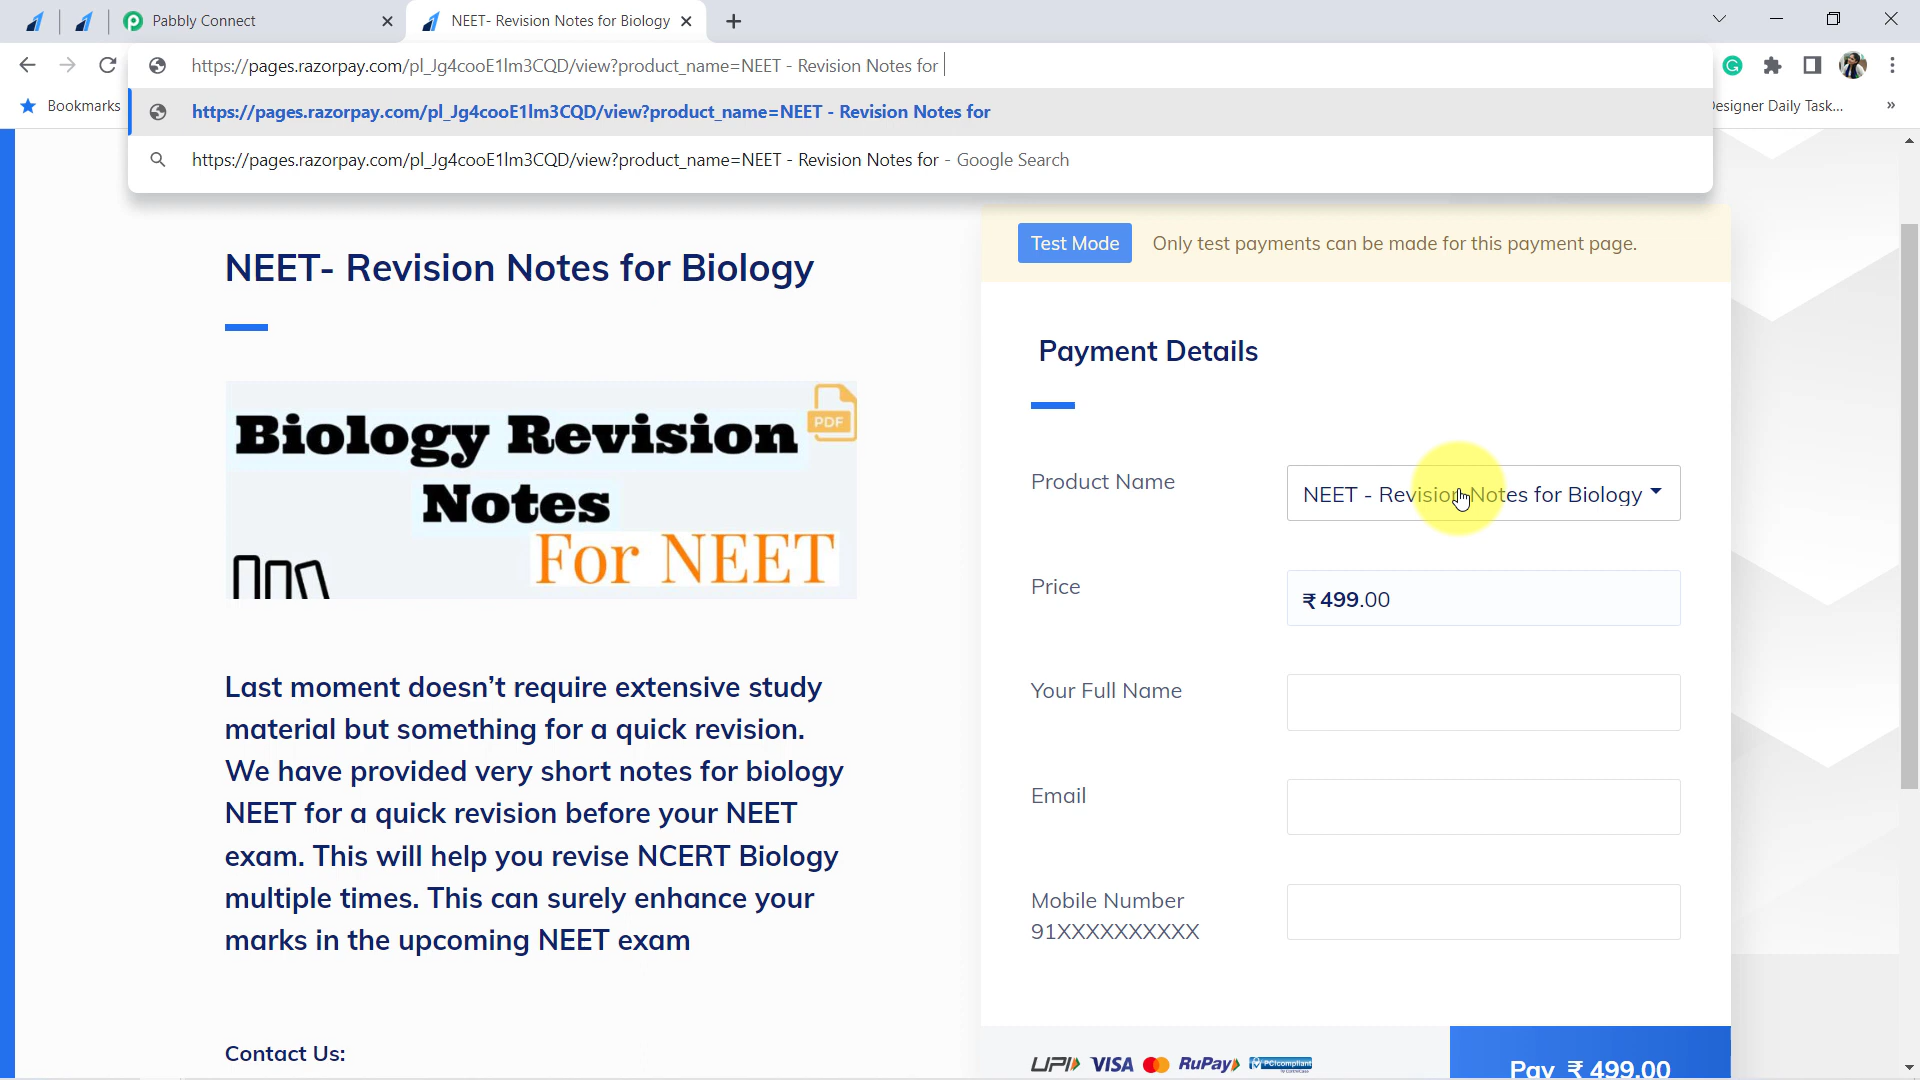 Pabbly Connect
NEET- Revision Notes for Biology
https://pages.razorpay.com/pl_Jg4cooE1lm3CQD/view?product_name=NEET - Revision Notes for
Bookmarks
https://pages.razorpay.com/pl_Jg4cooE1lm3CQD/view?product_name=NEET - Revision Notes for
https://pages.razorpay.com/pl_Jg4cooE1lm3CQD/view?product_name=NEET - Revision Notes for - Google Search
Designer Daily Task...
»
NEET- Revision Notes for Biology
Biology Revision
PDF
Notes
For NEET
Last moment doesn’t require extensive study
material but something for a quick revision.
We have provided very short notes for biology
NEET for a quick revision before your NEET
exam. This will help you revise NCERT Biology
multiple times. This can surely enhance your
marks in the upcoming NEET exam
Contact Us:
Test Mode Only test payments can be made for this payment page.
Payment Details
Product Name
NEET - Revision Notes for Biology
Price
₹ 499.00
Your Full Name
Email
Mobile Number
91XXXXXXXXXX
UPI VISA RuPay PCI compliant
Pay ₹ 499.00